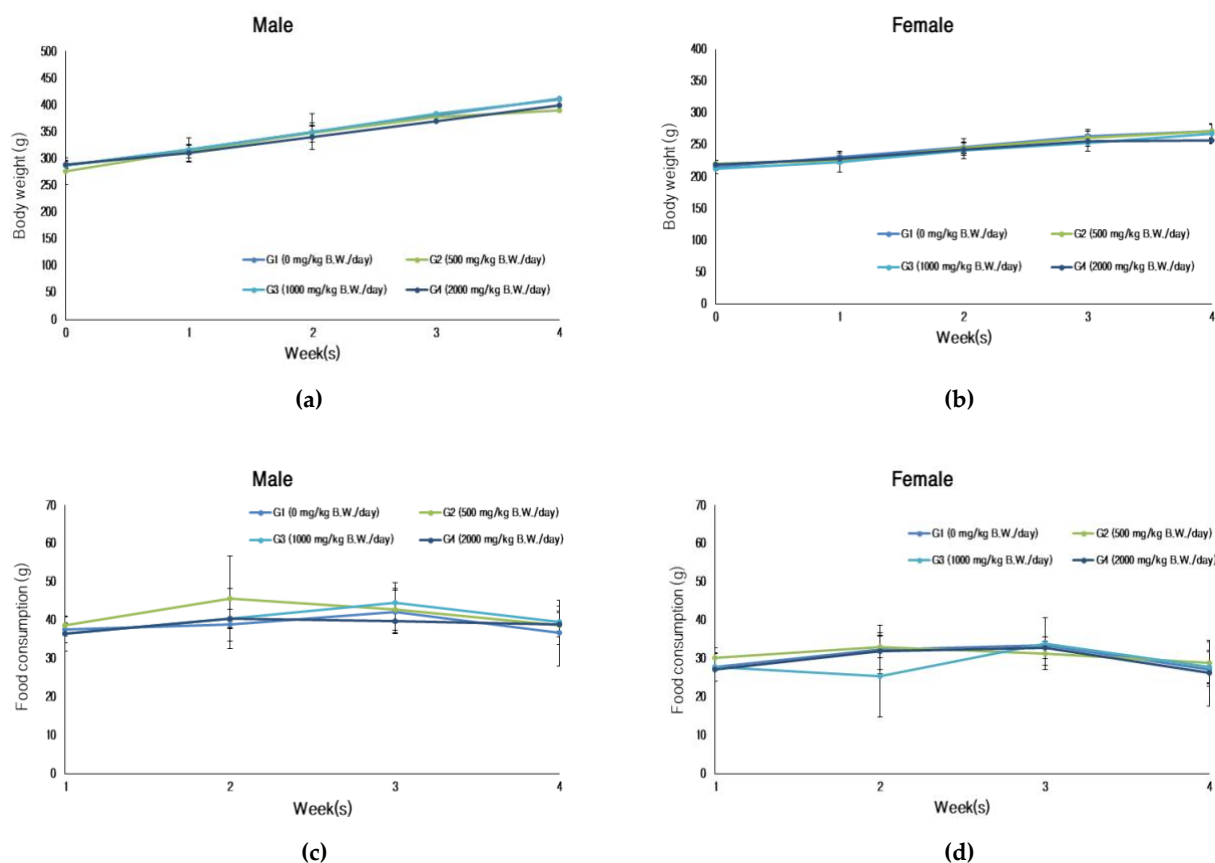 Male
Body weight (g)
500
450
400
350
300
250
200
150
100
50
0
G1 (0 mg/kg B.W./day) G2 (500 mg/kg B.W./day)
G3 (1000 mg/kg B.W./day) G4 (2000 mg/kg B.W./day)
0 1 2 3 4
Week(s)
(a)
Female
Body weight (g)
400
350
300
250
200
150
100
50
0
G1 (0 mg/kg B.W./day) G2 (500 mg/kg B.W./day)
G3 (1000 mg/kg B.W./day) G4 (2000 mg/kg B.W./day)
0 1 2 3 4
Week(s)
(b)
Male
Food consumption (g)
70
60
50
40
30
20
10
0
G1 (0 mg/kg B.W./day) G2 (500 mg/kg B.W./day)
G3 (1000 mg/kg B.W./day) G4 (2000 mg/kg B.W./day)
1 2 3 4
Week(s)
(c)
Female
Food consumption (g)
70
60
50
40
30
20
10
0
G1 (0 mg/kg B.W./day) G2 (500 mg/kg B.W./day)
G3 (1000 mg/kg B.W./day) G4 (2000 mg/kg B.W./day)
1 2 3 4
Week(s)
(d)